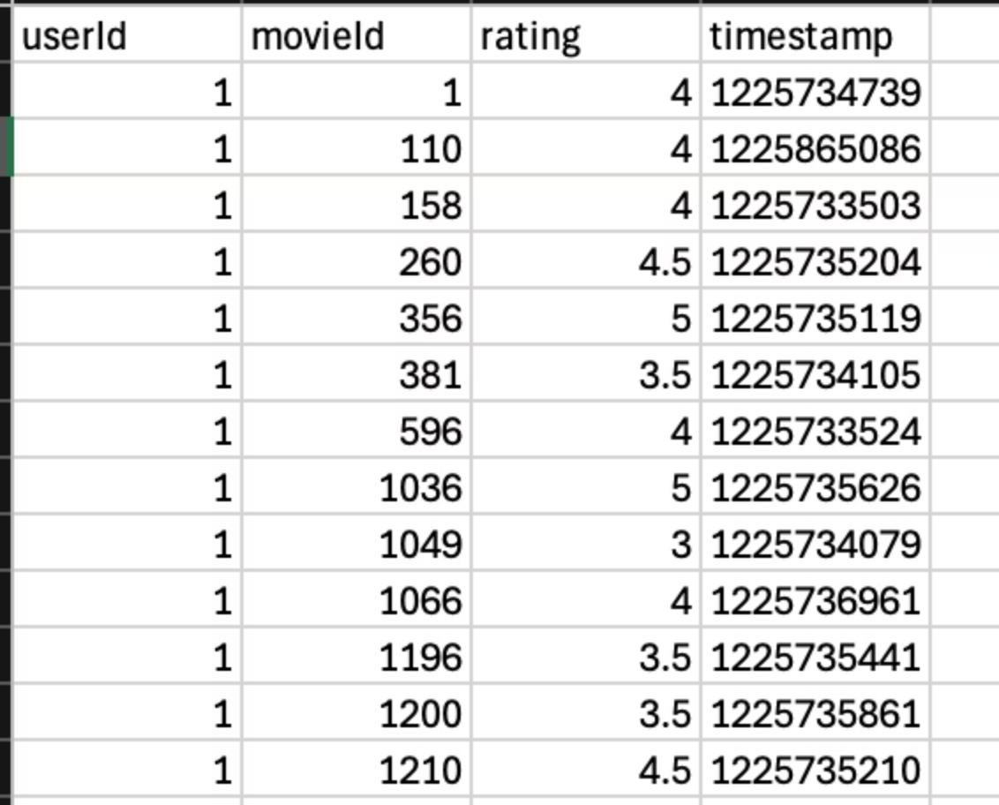 userId movieId rating timestamp
1 1 4 1225734739
1 110 4 1225865086
1 158 4 1225733503
1 260 4.5 1225735204
1 356 5 1225735119
1 381 3.5 1225734105
1 596 4 1225733524
1 1036 5 1225735626
1 1049 3 1225734079
1 1066 4 1225736961
1 1196 3.5 1225735441
1 1200 3.5 1225735861
1 1210 4.5 1225735210